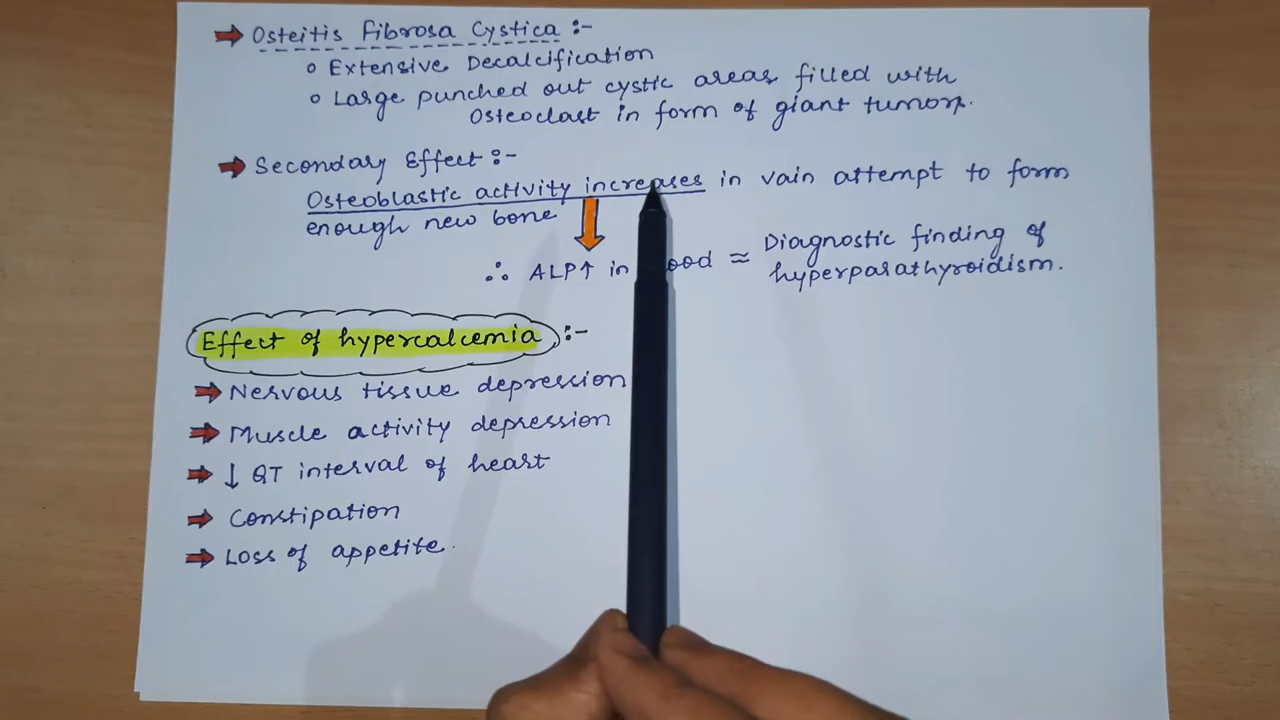 Osteitis Fibrosa Cystica :-
Extensive Decalcification
Large punched out cystic areas filled with
Osteoclast in form of giant tumors.
Secondary Effect :-
Osteoblastic activity increases in vain attempt to form
enough new bone
∴ ALP↑ in ood ≈ Diagnostic finding of
hyperparathyroidism.
Effect of hypercalcemia :-
Nervous tissue depression
Muscle activity depression
↓ QT interval of heart
Constipation
Loss of appetite.